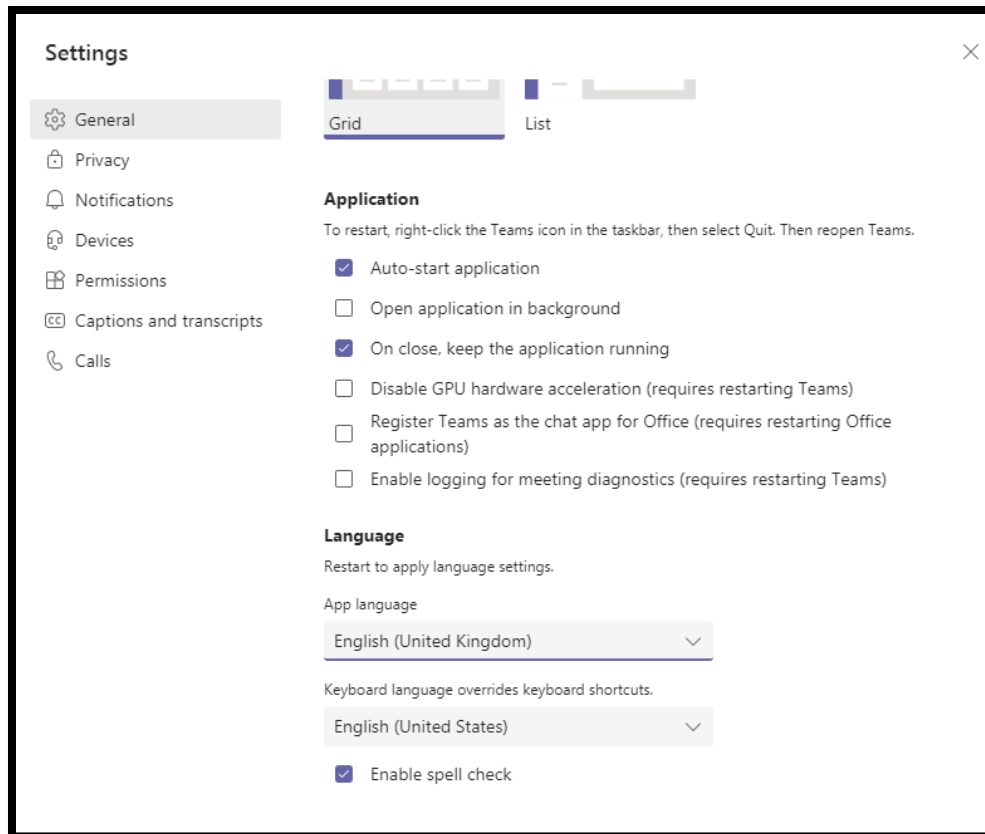 Settings
General
Privacy
Notifications
Devices
Permissions
CC Captions and transcripts
Calls
Grid
List
Application
To restart, right-click the Teams icon in the taskbar, then select Quit. Then reopen Teams.
Auto-start application
Open application in background
On close, keep the application running
Disable GPU hardware acceleration (requires restarting Teams)
Register Teams as the chat app for Office (requires restarting Office
applications)
Enable logging for meeting diagnostics (requires restarting Teams)
Language
Restart to apply language settings.
App language
English (United Kingdom)
Keyboard language overrides keyboard shortcuts.
English (United States)
Enable spell check